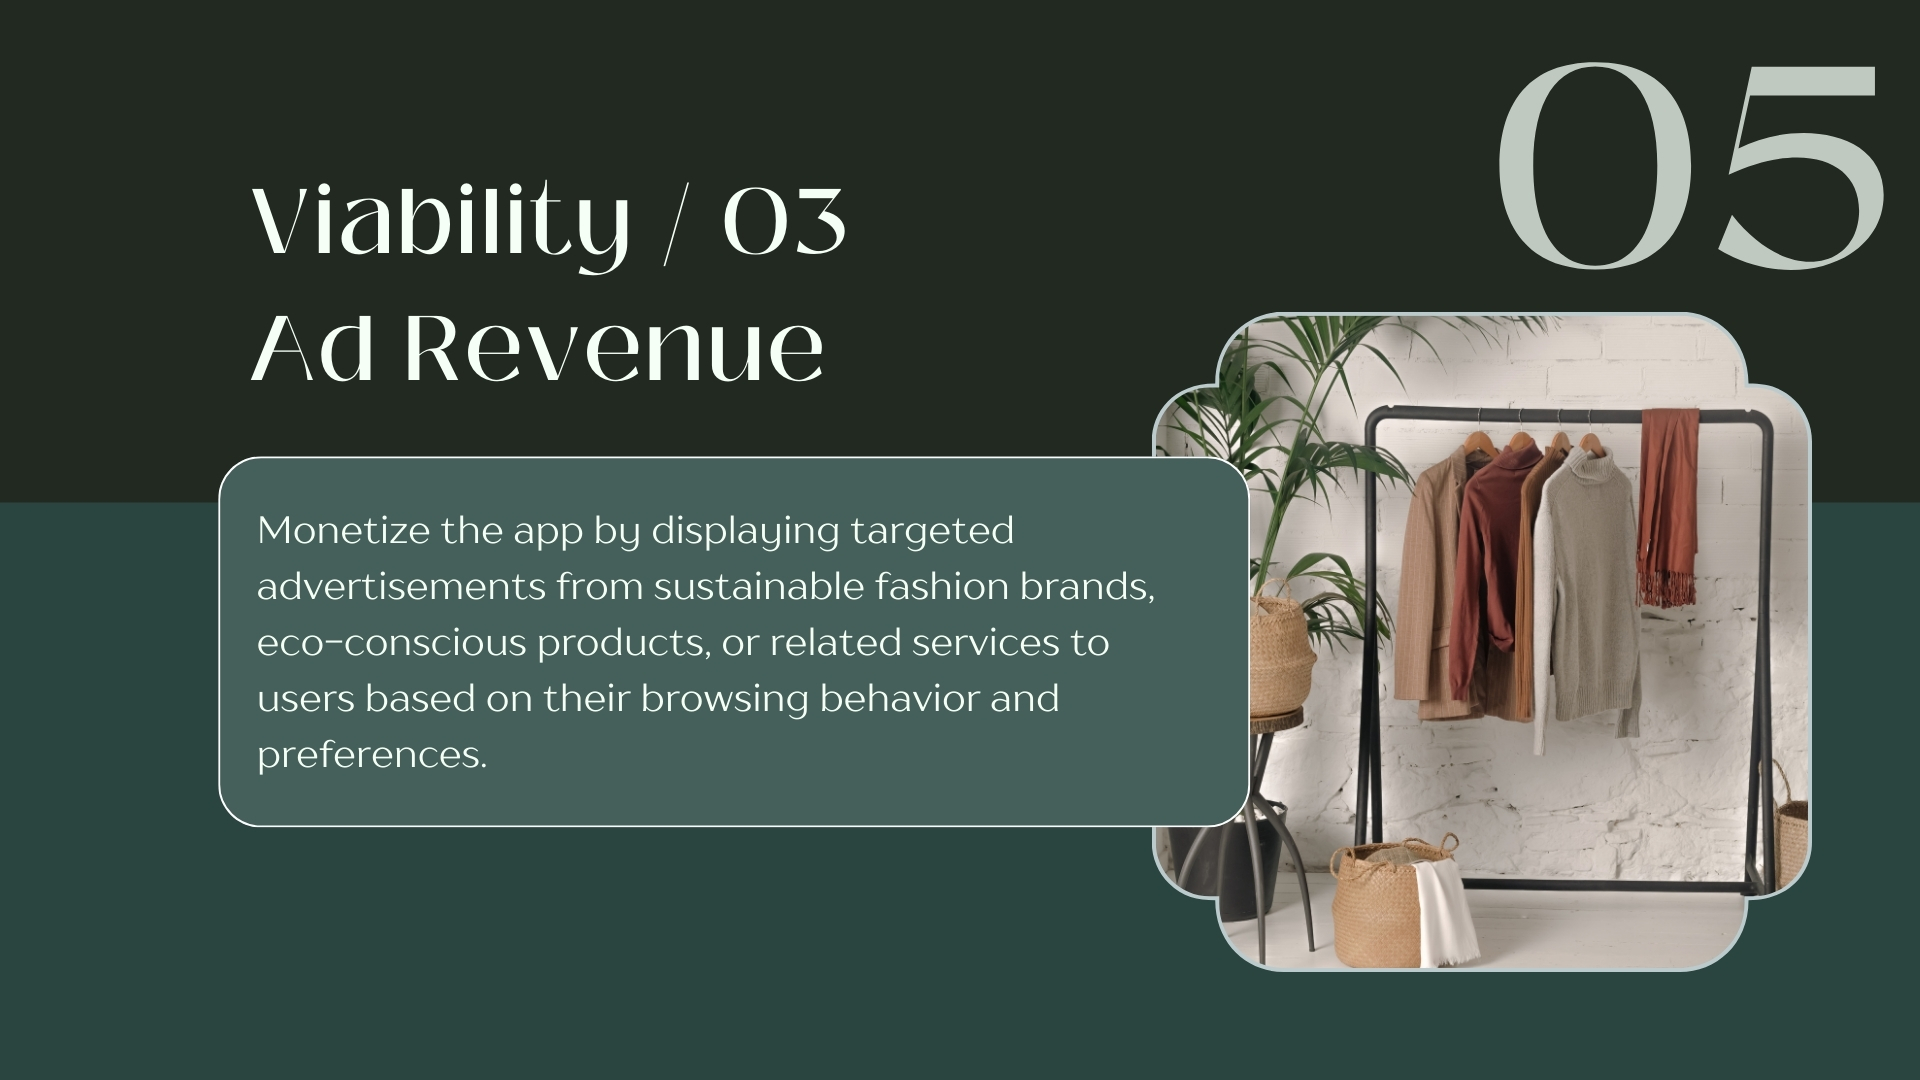 05
Viability / 03
Ad Revenue
Monetize the app by displaying targeted
advertisements from sustainable fashion brands,
eco-conscious products, or related services to
users based on their browsing behavior and
preferences.